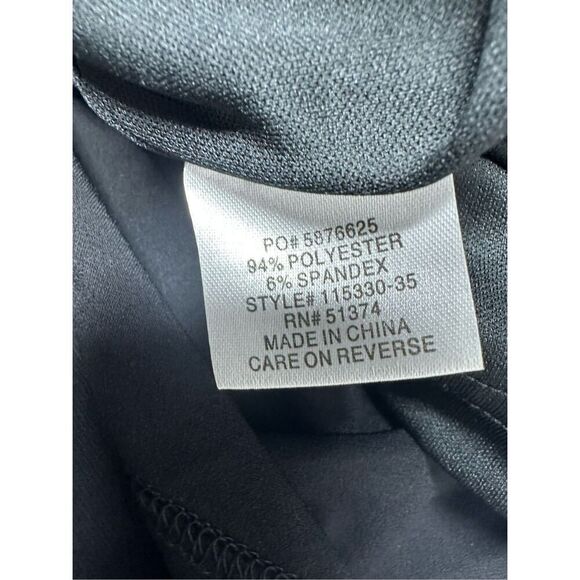 PO# 5876625
94% POLYESTER
6% SPANDEX
STYLE# 115330-35
RN# 51374
MADE IN CHINA
CARE ON REVERSE